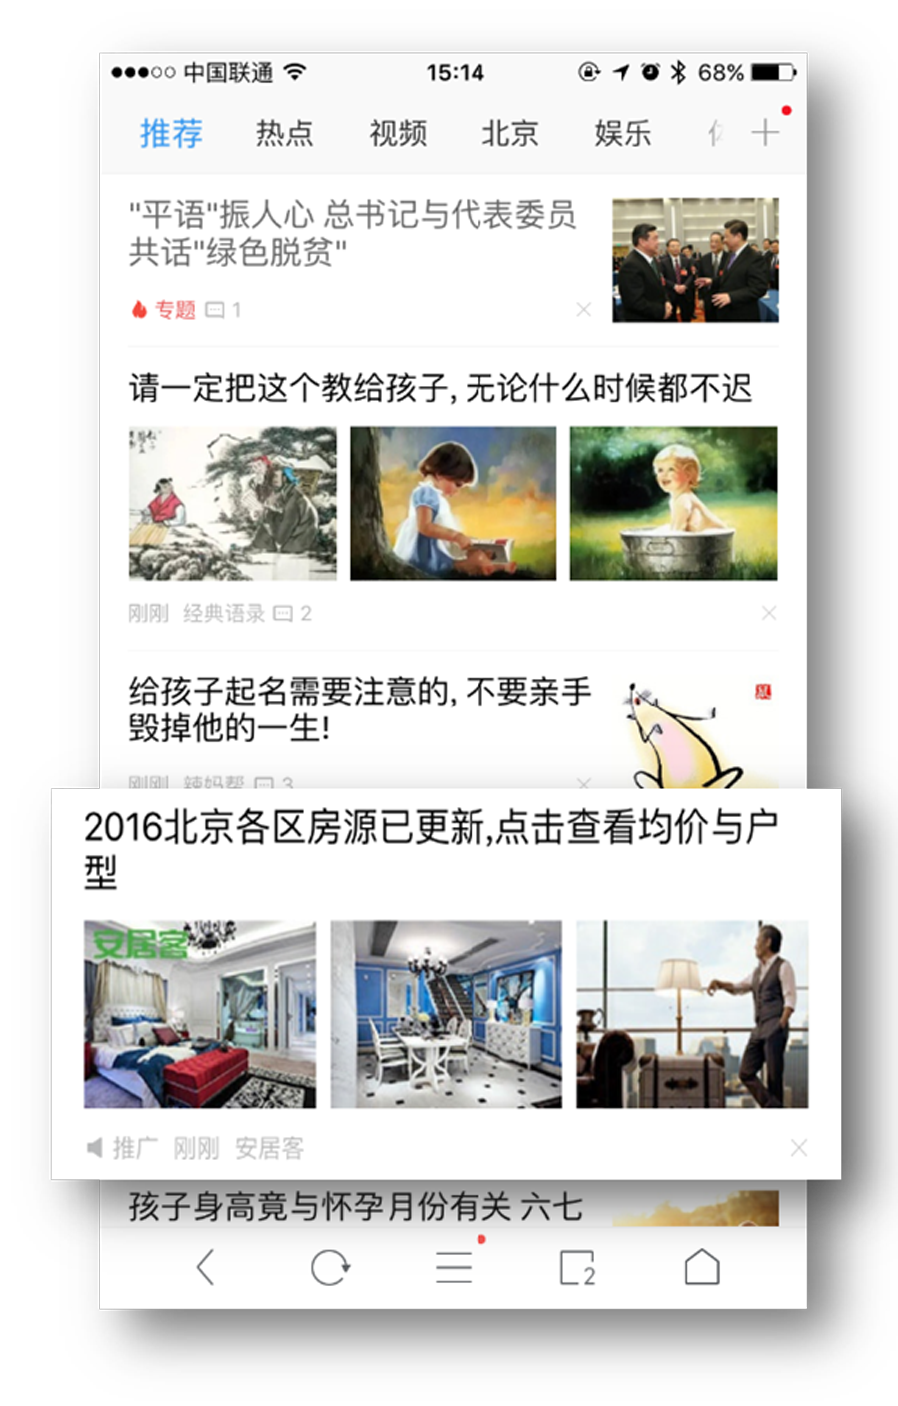 中国联通 15:14 68%
推荐 热点 视频 北京 娱乐
"平语"振人心 总书记与代表委员
共话"绿色脱贫"
专题 1
请一定把这个教给孩子,无论什么时候都不迟
刚刚 经典语录 2
给孩子起名需要注意的,不要亲手
毁掉他的一生!
刚刚 辣妈帮 3
2016北京各区房源已更新,点击查看均价与户
型
安居客
推广 刚刚 安居客
孩子身高竟与怀孕月份有关 六七
2